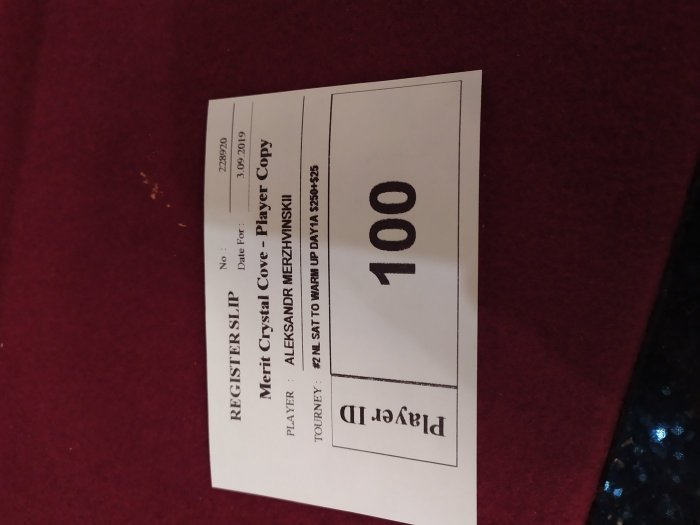 REGISTER SLIP
No : 228920
Date For : 3.09.2019
Merit Crystal Cove - Player Copy
PLAYER : ALEKSANDR MERZHVINSKII
TOURNEY : #2 NL SAT TO WARM UP DAY1A $250+$25
Player ID
100